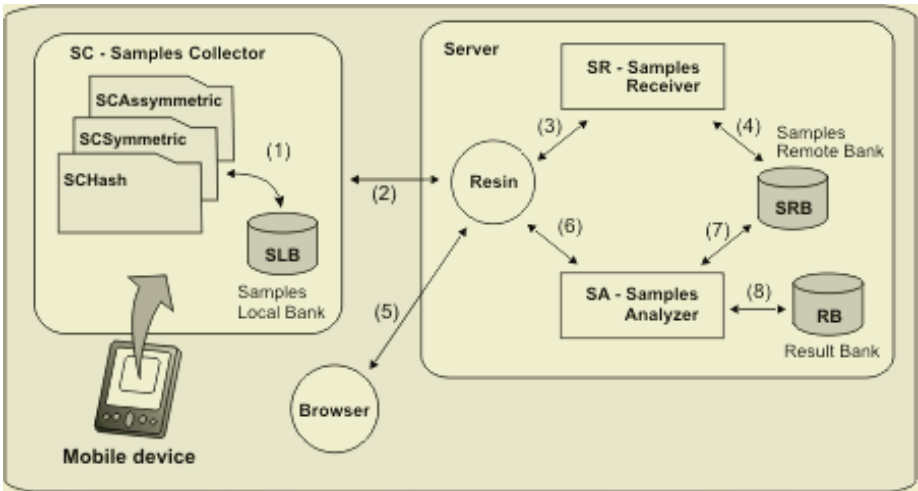 SC - Samples Collector
SCAssymmetric
SCSymmetric
SCHash
(1)
SLB
Samples
Local Bank
Mobile device
(2)
Server
SR - Samples
Receiver
(3)
(4)
Samples
Remote Bank
Resin
SRB
(6)
(7)
SA - Samples
Analyzer
(8)
RB
Result Bank
(5)
Browser